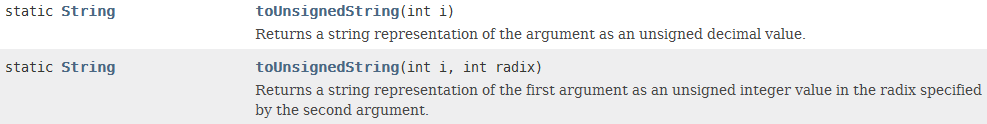 static String toUnsignedString(int i)
Returns a string representation of the argument as an unsigned decimal value.
static String toUnsignedString(int i, int radix)
Returns a string representation of the first argument as an unsigned integer value in the radix specified
by the second argument.